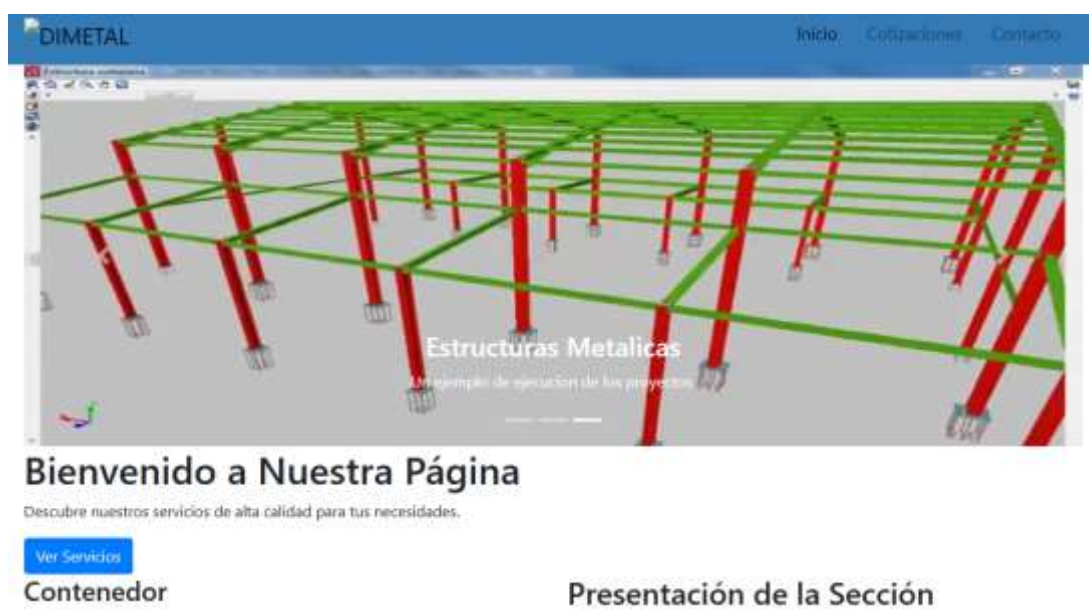 DIMETAL
Inicio Cotizaciones Contacto
Estructuras Metalicas
Un ejemplo de ejecucion de los proyectos
Bienvenido a Nuestra Página
Descubre nuestros servicios de alta calidad para tus necesidades.
Ver Servicios
Contenedor
Presentación de la Sección